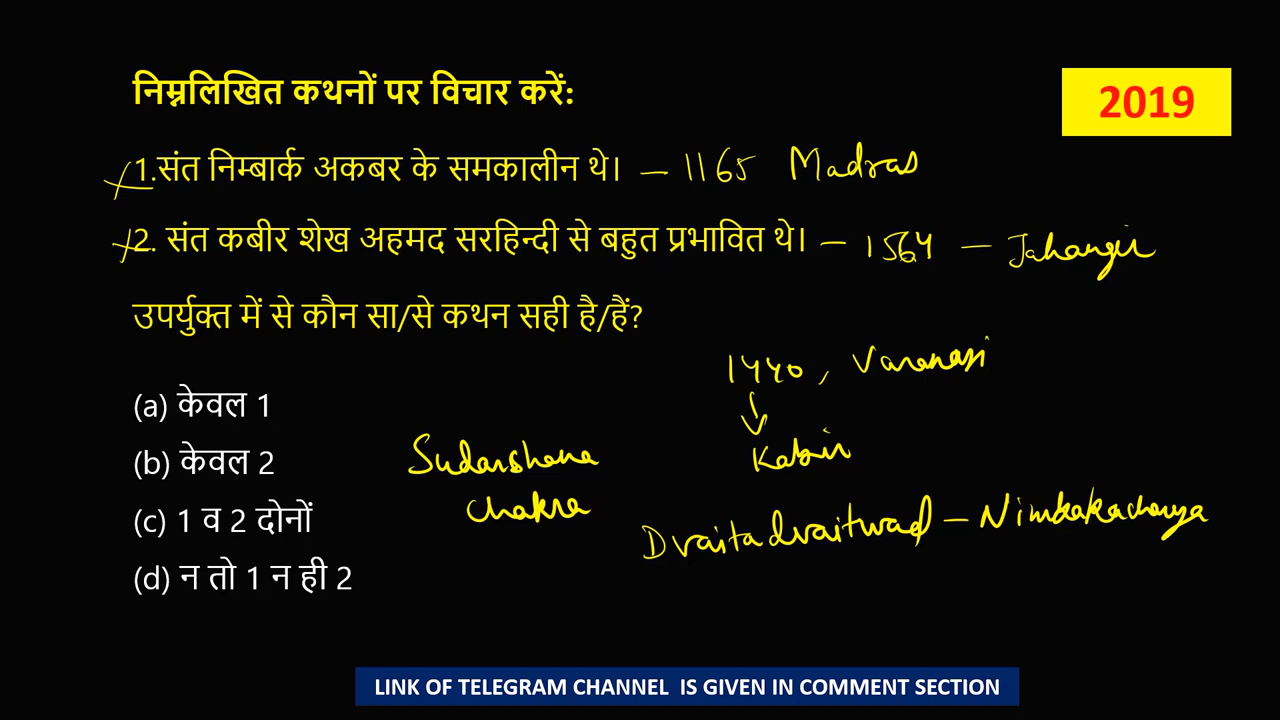 निम्नलिखित कथनों पर विचार करें:
2019
1.संत निम्बार्क अकबर के समकालीन थे। – 1165 Madras
2. संत कबीर शेख अहमद सरहिन्दी से बहुत प्रभावित थे। – 1564 – Jahangir
उपर्युक्त में से कौन सा/से कथन सही है/हैं?
1440, Varanasi
(a) केवल 1
Kabir
(b) केवल 2
Sudarshana
Chakra
(c) 1 व 2 दोनों
Dvaitadvaitwad – Nimbakacharya
(d) न तो 1 न ही 2
LINK OF TELEGRAM CHANNEL IS GIVEN IN COMMENT SECTION